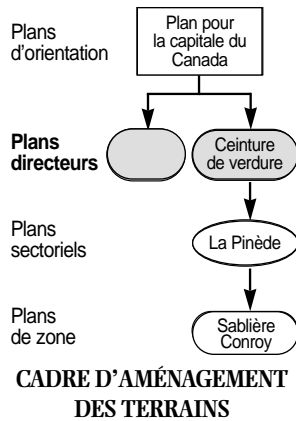 Plans
d'orientation
Plan pour
la capitale du
Canada
Plans
directeurs
Ceinture
de verdure
Plans
sectoriels
La Pinède
Plans
de zone
Sablière
Conroy
CADRE D'AMÉNAGEMENT
DES TERRAINS